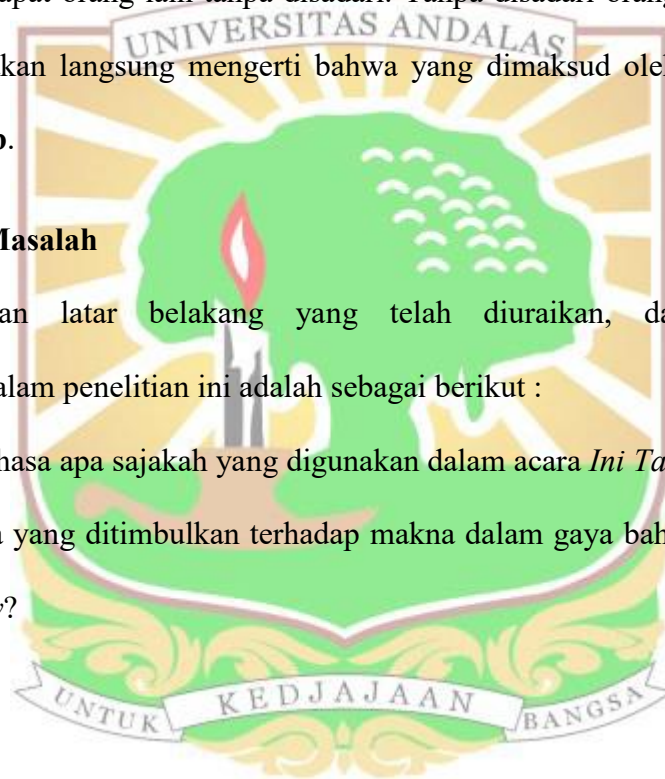 apat orang lain tanpa disadari. Tanpa disadari orang
UNIVERSITAS ANDALAS
kan langsung mengerti bahwa yang dimaksud oleh
.
Masalah
an latar belakang yang telah diuraikan, da
alam penelitian ini adalah sebagai berikut :
hasa apa sajakah yang digunakan dalam acara Ini Ta
a yang ditimbulkan terhadap makna dalam gaya bah
?
UNTUK KEDJAJAAN BANGSA